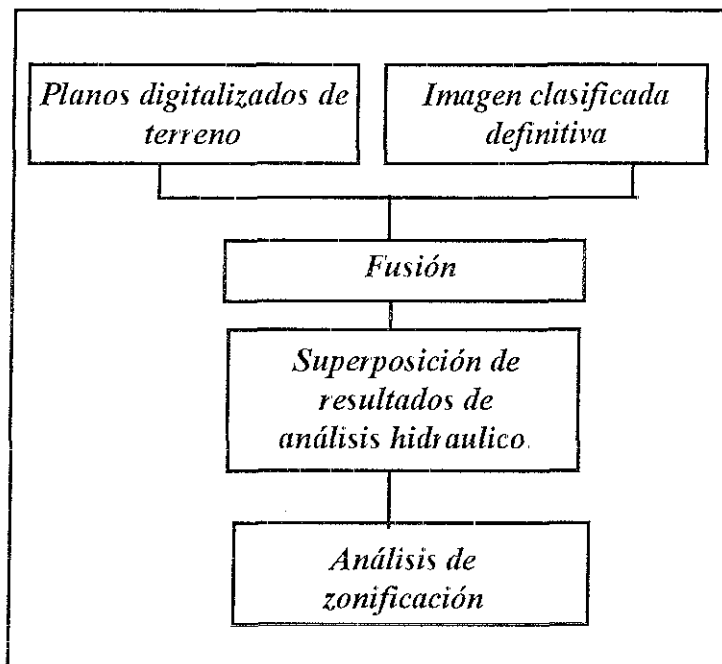 Planos digitalizados de
terreno
Imagen clasificada
definitiva
Fusión
Superposición de
resultados de
análisis hidraulico.
Análisis de
zonificación